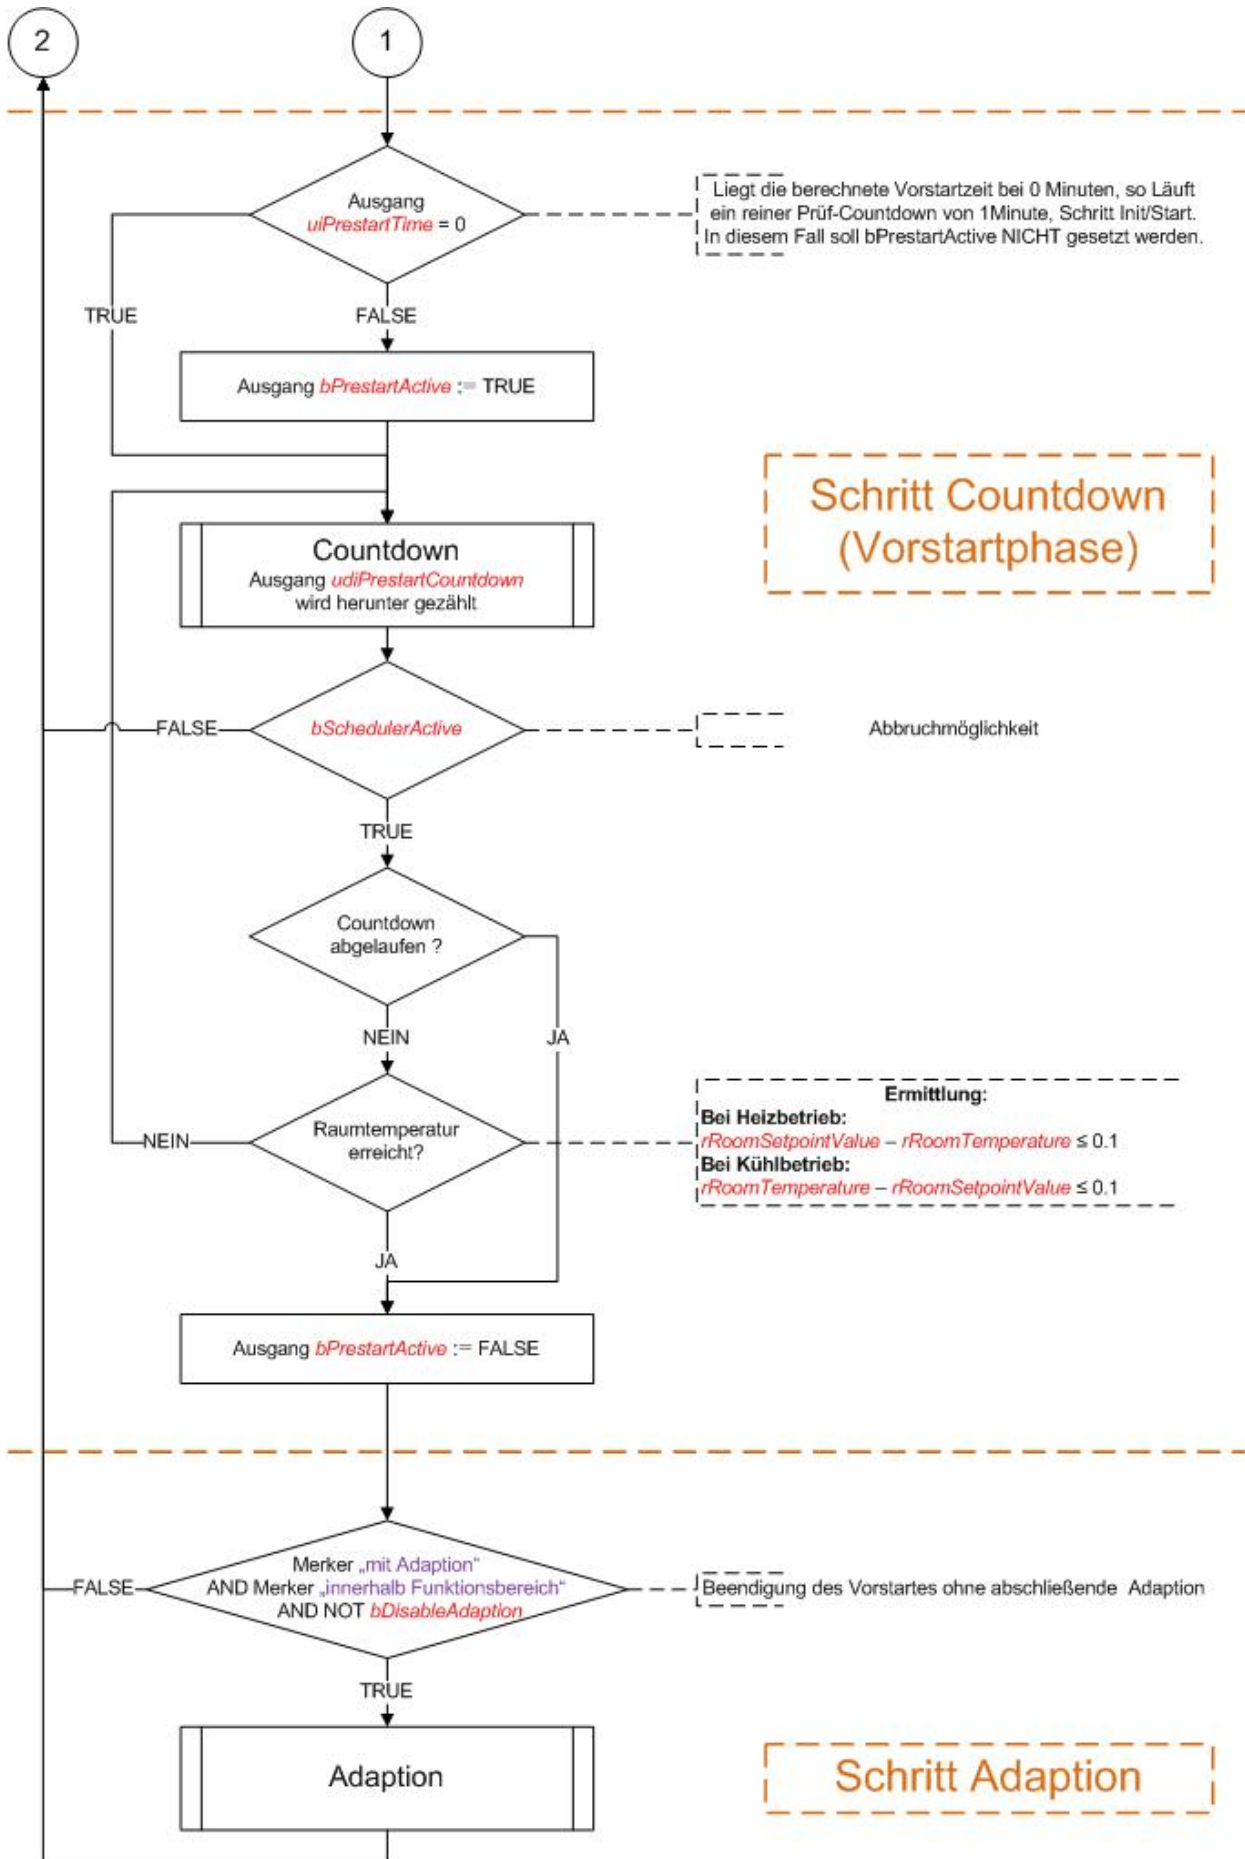 2
1
Ausgang
uiPrestartTime = 0
Liegt die berechnete Vorstartzeit bei 0 Minuten, so Läuft
ein reiner Prüf-Countdown von 1Minute, Schritt Init/Start.
In diesem Fall soll bPrestartActive NICHT gesetzt werden.
TRUE
FALSE
Ausgang bPrestartActive := TRUE
Schritt Countdown
(Vorstartphase)
Countdown
Ausgang udiPrestartCountdown
wird herunter gezählt
FALSE
bSchedulerActive
Abbruchmöglichkeit
TRUE
Countdown
abgelaufen ?
NEIN
JA
Ermittlung:
Bei Heizbetrieb:
rRoomSetpointValue – rRoomTemperature ≤ 0.1
Bei Kühlbetrieb:
rRoomTemperature – rRoomSetpointValue ≤ 0.1
NEIN
Raumtemperatur
erreicht?
JA
Ausgang bPrestartActive := FALSE
FALSE
Merker „mit Adaption“
AND Merker „innerhalb Funktionsbereich“
AND NOT bDisableAdaption
Beendigung des Vorstartes ohne abschließende Adaption
TRUE
Adaption
Schritt Adaption